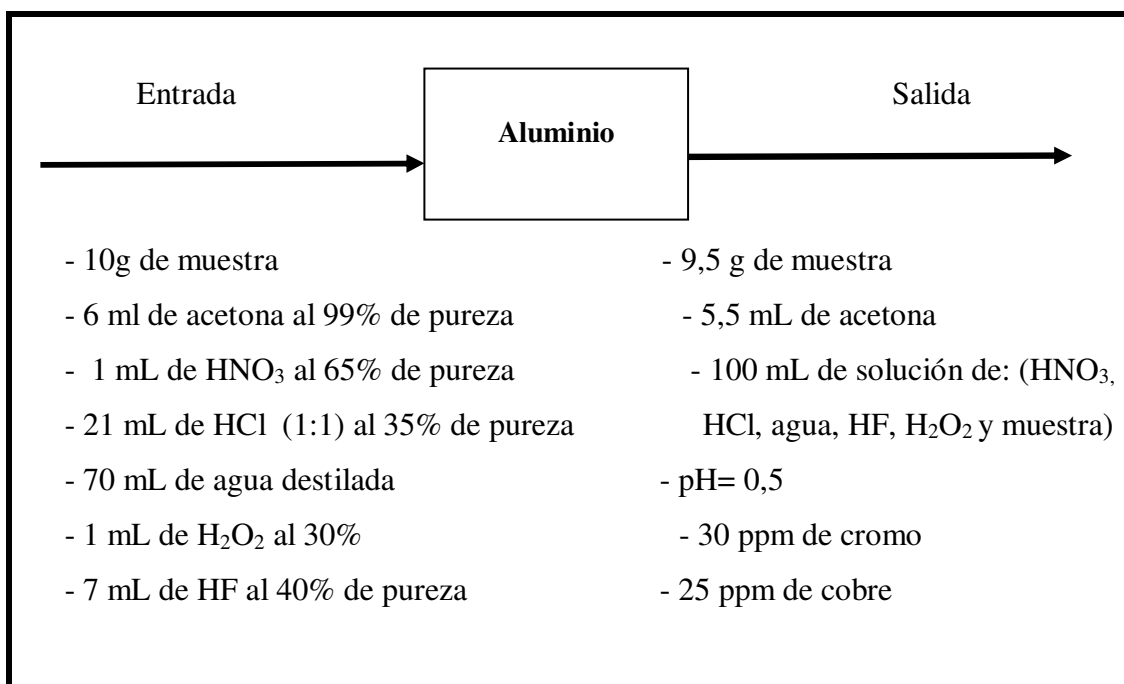 Entrada
Aluminio
Salida
- 10g de muestra
- 6 ml de acetona al 99% de pureza
- 1 mL de HNO₃ al 65% de pureza
- 21 mL de HCl (1:1) al 35% de pureza
- 70 mL de agua destilada
- 1 mL de H₂O₂ al 30%
- 7 mL de HF al 40% de pureza
- 9,5 g de muestra
- 5,5 mL de acetona
- 100 mL de solución de: (HNO₃,
HCl, agua, HF, H₂O₂ y muestra)
- pH= 0,5
- 30 ppm de cromo
- 25 ppm de cobre